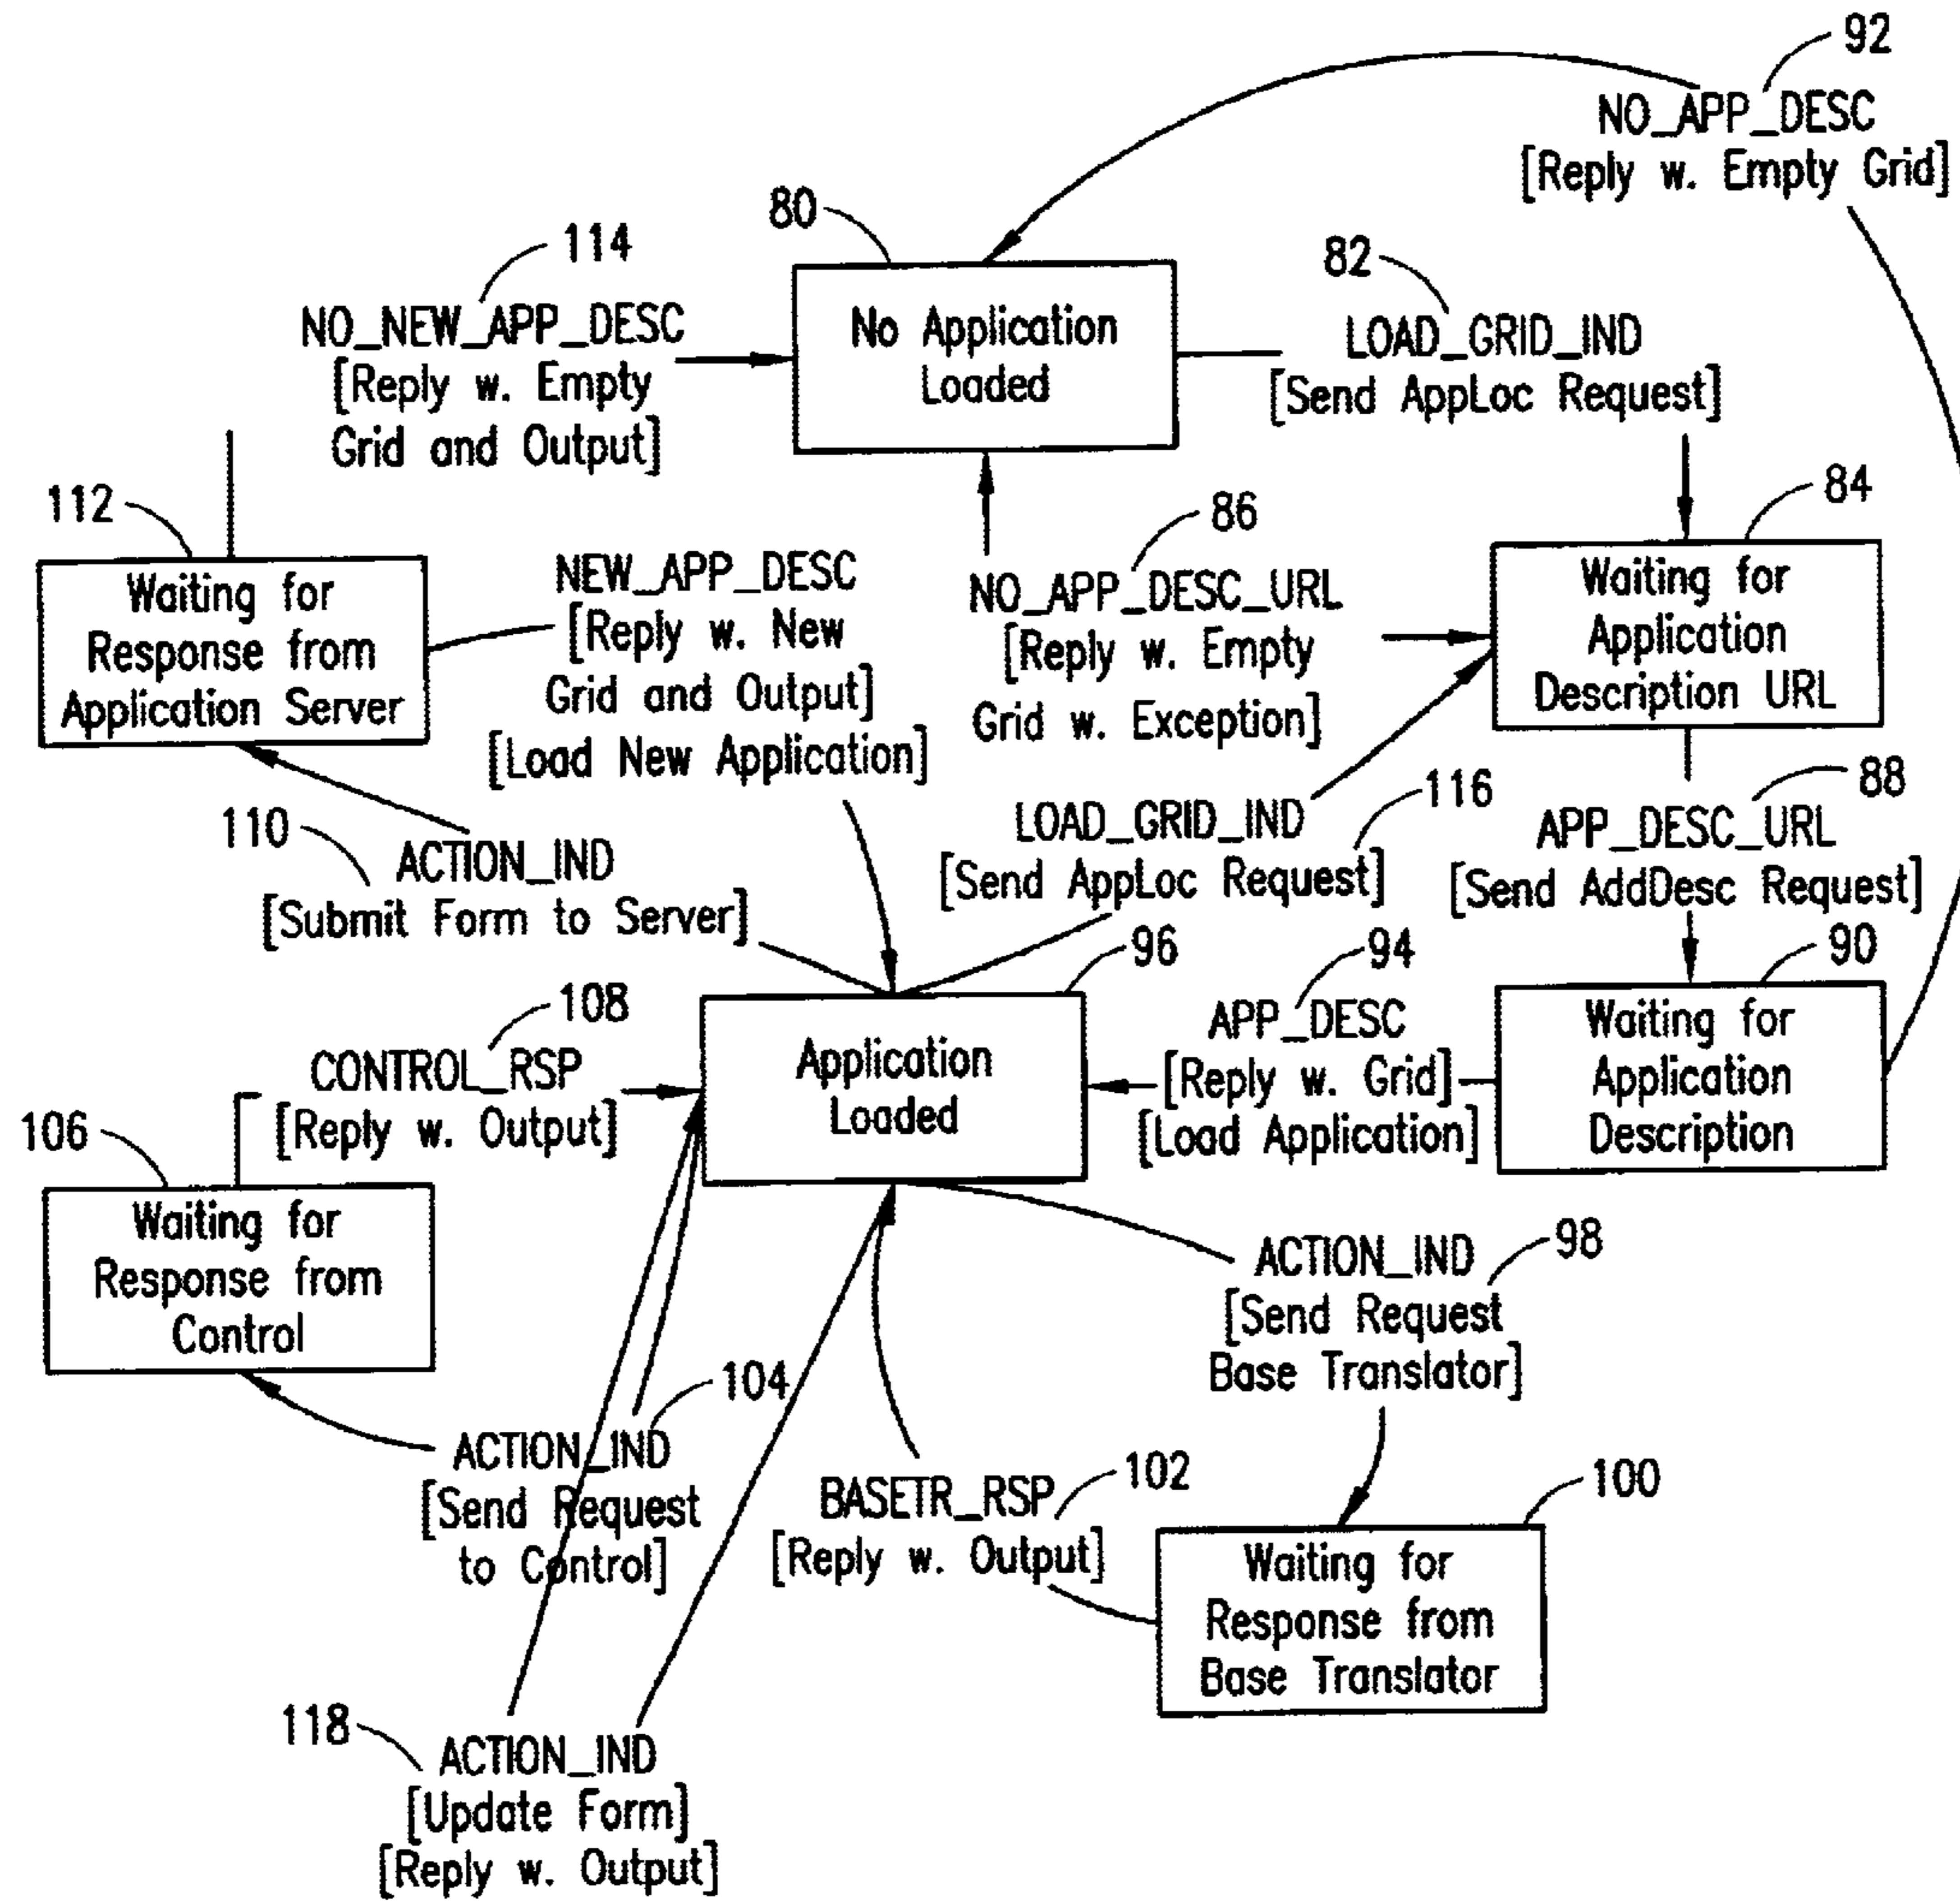 92
NO_APP_DESC
[Reply w. Empty Grid]
80
114
NO_NEW_APP_DESC
[Reply w. Empty
Grid and Output]
No Application
Loaded
82
LOAD_GRID_IND
[Send AppLoc Request]
112
Waiting for
Response from
Application Server
NEW_APP_DESC
[Reply w. New
Grid and Output]
[Load New Application]
86
NO_APP_DESC_URL
[Reply w. Empty
Grid w. Exception]
84
Waiting for
Application
Description URL
110
ACTION_IND
[Submit Form to Server]
LOAD_GRID_IND
116
[Send AppLoc Request]
88
APP_DESC_URL
[Send AddDesc Request]
108
CONTROL_RSP
[Reply w. Output]
96
Application
Loaded
94
APP_DESC
[Reply w. Grid]
[Load Application]
90
Waiting for
Application
Description
106
Waiting for
Response from
Control
98
ACTION_IND
[Send Request
Base Translator]
104
ACTION_IND
[Send Request
to Control]
102
BASETR_RSP
[Reply w. Output]
100
Waiting for
Response from
Base Translator
118
ACTION_IND
[Update Form]
[Reply w. Output]